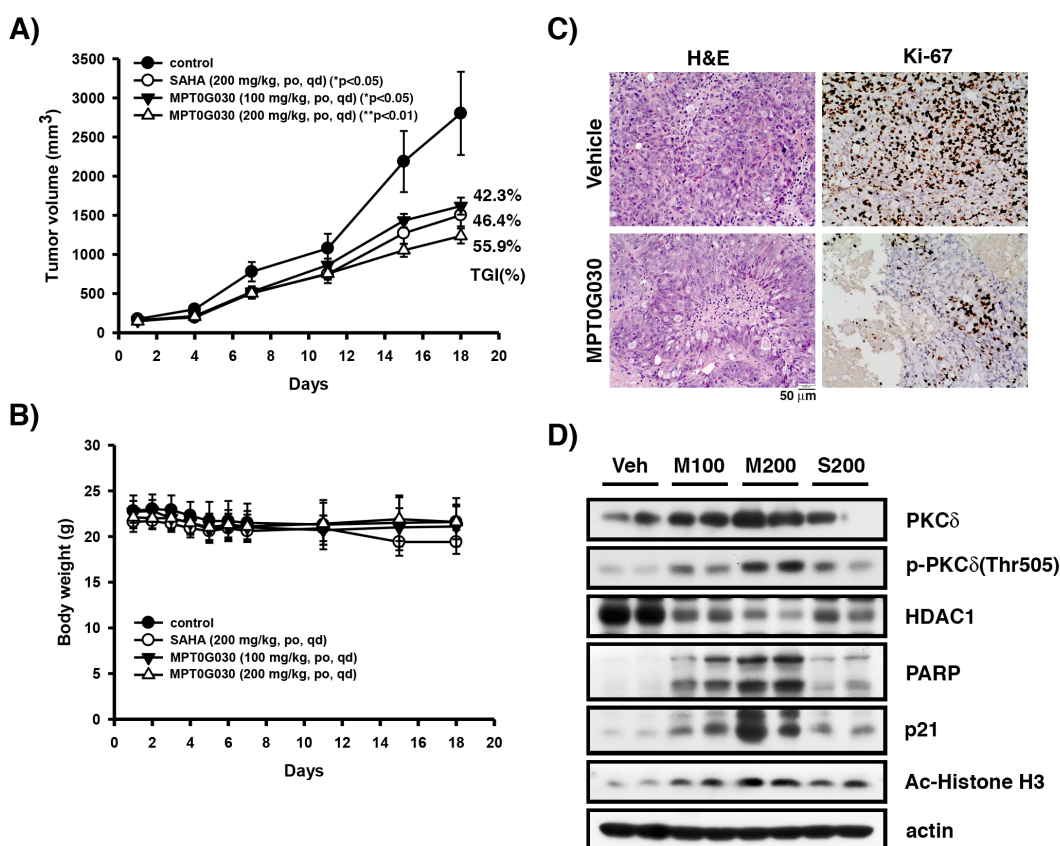 A)
3500
3000
2500
2000
1500
1000
500
0
Tumor volume (mm3)
control
SAHA (200 mg/kg, po, qd) (*p<0.05)
MPT0G030 (100 mg/kg, po, qd) (*p<0.05)
MPT0G030 (200 mg/kg, po, qd) (**p<0.01)
42.3%
46.4%
55.9%
TGI(%)
0 2 4 6 8 10 12 14 16 18 20
Days
B)
30
25
20
15
10
5
0
Body weight (g)
control
SAHA (200 mg/kg, po, qd)
MPT0G030 (100 mg/kg, po, qd)
MPT0G030 (200 mg/kg, po, qd)
0 2 4 6 8 10 12 14 16 18 20
Days
C)
H&E Ki-67
Vehicle
MPT0G030
50 μm
D)
Veh M100 M200 S200
PKCδ
p-PKCδ(Thr505)
HDAC1
PARP
p21
Ac-Histone H3
actin